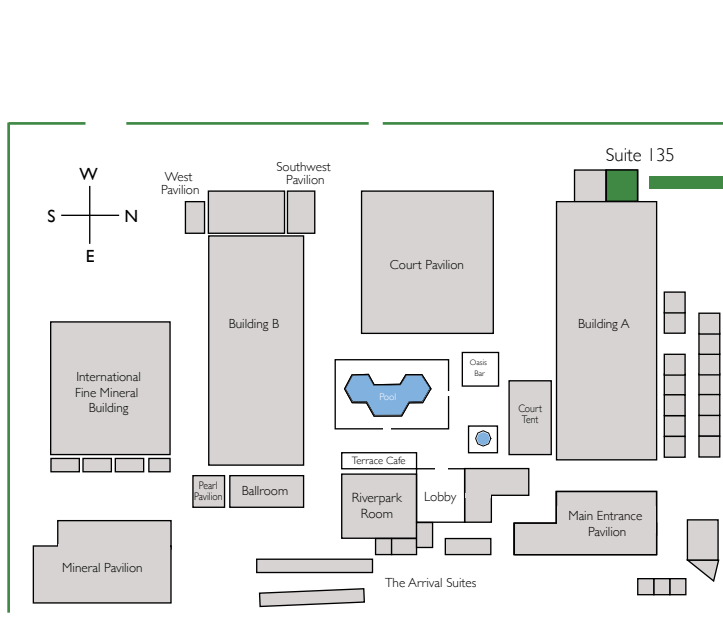 Suite 135
W
S
N
E
West
Pavilion
Southwest
Pavilion
Court Pavilion
Building B
Building A
International
Fine Mineral
Building
Oasis
Bar
Pool
Court
Tent
Terrace Cafe
Pearl
Pavilion
Ballroom
Riverpark
Room
Lobby
Main Entrance
Pavilion
Mineral Pavilion
The Arrival Suites